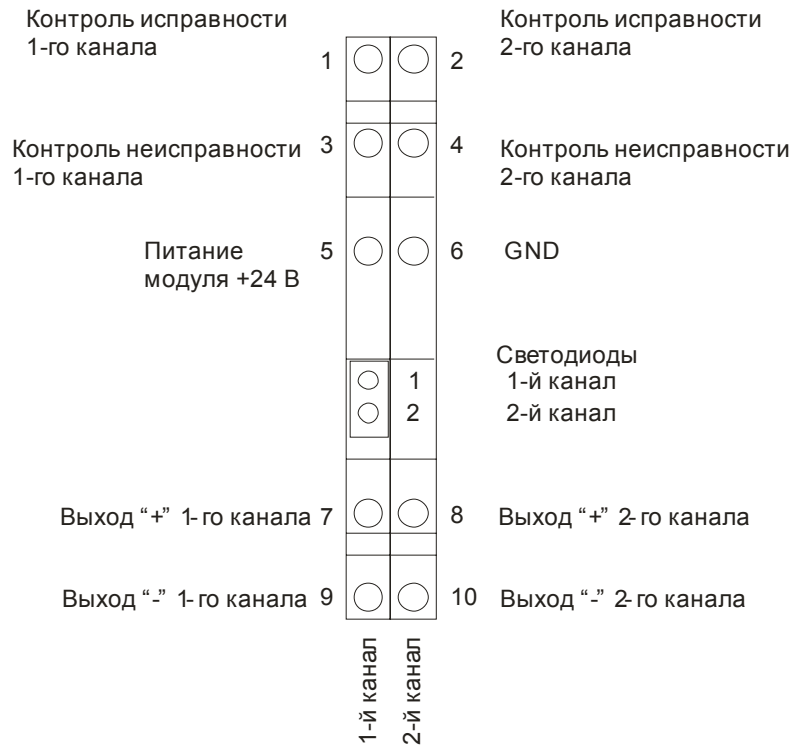 Контроль исправности
1-го канала
1
2
Контроль исправности
2-го канала
Контроль неисправности
1-го канала
3
4
Контроль неисправности
2-го канала
Питание
модуля +24 В
5
6
GND
Светодиоды
1
1-й канал
2
2-й канал
Выход “+” 1-го канала
7
8
Выход “+” 2-го канала
Выход “-” 1-го канала
9
10
Выход “-” 2-го канала
1-й канал
2-й канал